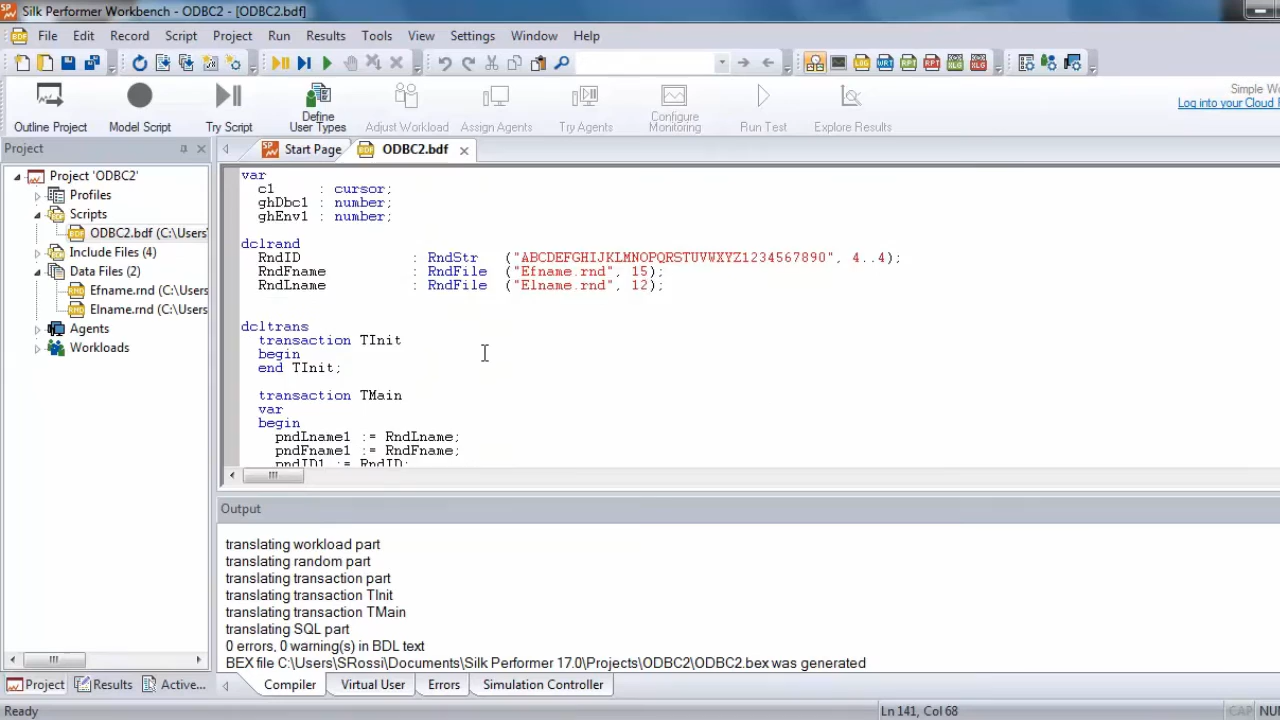 Silk Performer Workbench - ODBC2 - [ODBC2.bdf]
File Edit Record Script Project Run Results Tools View Settings Window Help
Outline Project
Model Script
Try Script
Define User Types
Adjust Workload
Assign Agents
Try Agents
Configure Monitoring
Run Test
Explore Results
Simple Wo
Log into your Cloud
Project
Start Page
ODBC2.bdf
Project 'ODBC2'
Profiles
Scripts
ODBC2.bdf (C:\Users
Include Files (4)
Data Files (2)
Efname.rnd (C:\Users
Elname.rnd (C:\Users
Agents
Workloads
var
c1 : cursor;
ghDbc1 : number;
ghEnv1 : number;
dclrand
RndID : RndStr ("ABCDEFGHIJKLMNOPQRSTUVWXYZ1234567890", 4..4);
RndFname : RndFile ("Efname.rnd", 15);
RndLname : RndFile ("Elname.rnd", 12);
dcltrans
transaction TInit
begin
end TInit;
transaction TMain
var
begin
pndLname1 := RndLname;
pndFname1 := RndFname;
pndID1 := RndID;
Output
translating workload part
translating random part
translating transaction part
translating transaction TInit
translating transaction TMain
translating SQL part
0 errors, 0 warning(s) in BDL text
BEX file C:\Users\SRossi\Documents\Silk Performer 17.0\Projects\ODBC2\ODBC2.bex was generated
Project Results Active...
Compiler Virtual User Errors Simulation Controller
Ready
Ln 141, Col 68
CAP NU